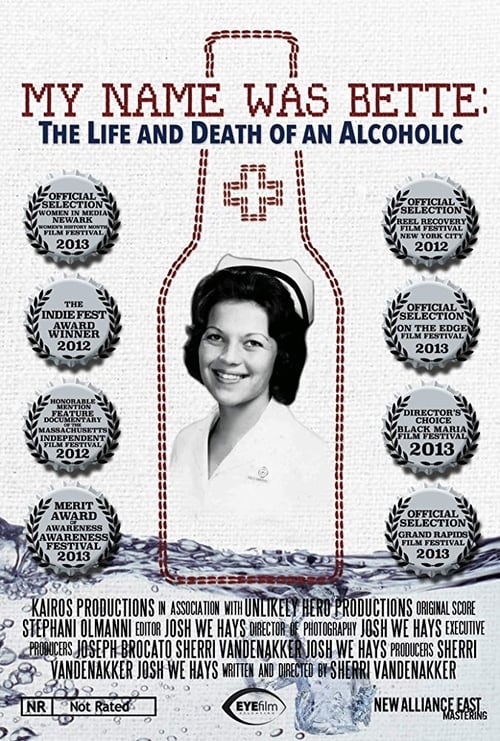 MY NAME WAS BETTE:
THE LIFE AND DEATH OF AN ALCOHOLIC
OFFICIAL
SELECTION
WOMEN IN MEDIA
NEWARK
WOMEN'S HISTORY MONTH
FILM FESTIVAL
2013
THE
INDIE FEST
AWARD
WINNER
2012
HONORABLE
MENTION
FEATURE
DOCUMENTARY
OF THE
MASSACHUSETTS
INDEPENDENT
FILM FESTIVAL
2012
MERIT
AWARD
OF
AWARENESS
AWARENESS
FESTIVAL
2013
OFFICIAL
SELECTION
REEL RECOVERY
FILM FESTIVAL
NEW YORK CITY
2012
OFFICIAL
SELECTION
ON THE EDGE
FILM FESTIVAL
2013
DIRECTOR'S
CHOICE
BLACK MARIA
FILM FESTIVAL
2013
OFFICIAL
SELECTION
GRAND RAPIDS
FILM FESTIVAL
2013
KAIROS PRODUCTIONS IN ASSOCIATION WITH UNLIKELY HERO PRODUCTIONS ORIGINAL SCORE
STEPHANI OLMANNI EDITOR JOSH WE HAYS DIRECTOR OF PHOTOGRAPHY JOSH WE HAYS EXECUTIVE
PRODUCERS JOSEPH BROCATO SHERRI VANDENAKKER JOSH WE HAYS PRODUCERS SHERRI
VANDENAKKER JOSH WE HAYS WRITTEN AND DIRECTED BY SHERRI VANDENAKKER
NR Not Rated
EYEfilm
NEW ALLIANCE EAST
MASTERING